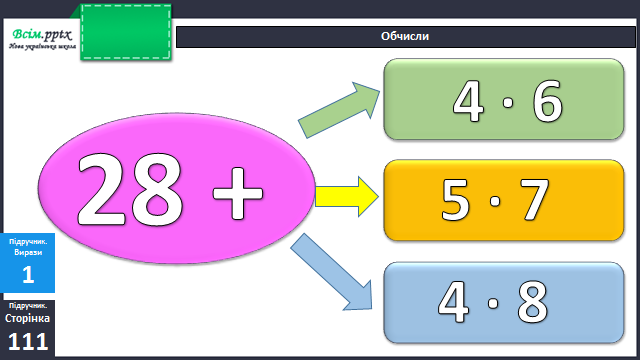 Всім.pptx
Нова українська школа
Обчисли
28 +
4 · 6
5 · 7
4 · 8
Підручник.
Вирази
1
Підручник.
Сторінка
111